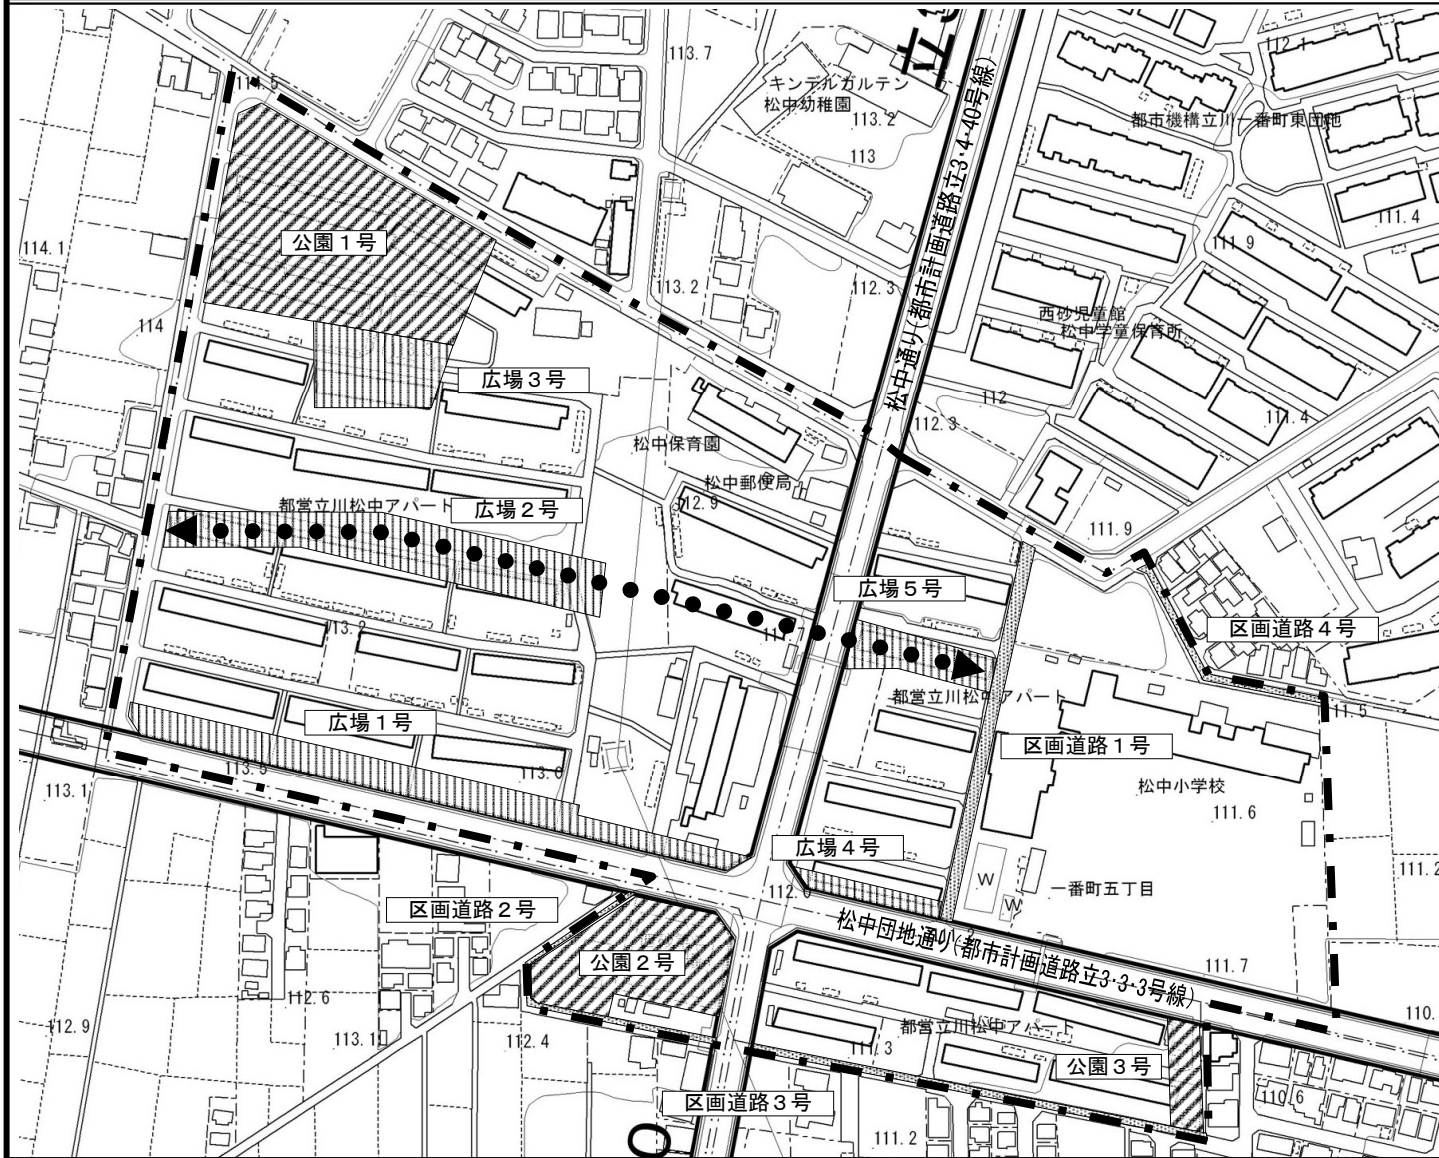 113.7
112.1
キンデルガルテン
松中幼稚園
113.2
113
都市機構立川一番町東団地
松中通り(都市計画道路立3・4・40号線)
114.5
公園1号
114.1
114
113.2
112.3
111.4
111.9
西砂児童館
松中学童保育所
112
112.3
111.4
広場3号
松中保育園
松中郵便局
112.9
都営立川松中アパート
広場2号
111.9
広場5号
区画道路4号
都営立川松中アパート
111.5
区画道路1号
松中小学校
111.6
広場1号
113.1
広場4号
W
W
一番町五丁目
111.2
区画道路2号
松中団地通り(都市計画道路立3・3・3号線)
111.7
公園2号
112.6
112.9
113.1
112.4
都営立川松中アパート
111.3
公園3号
110.
110.6
区画道路3号
111.2
0